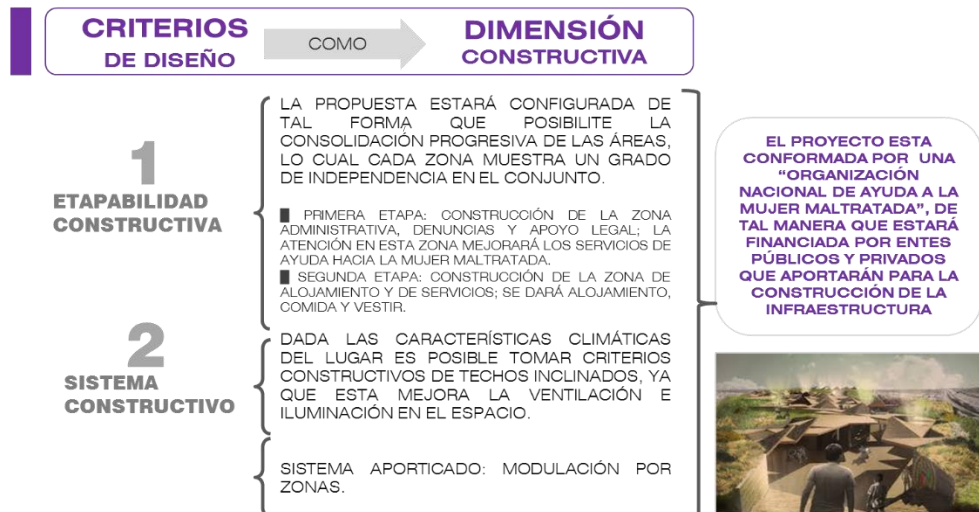 CRITERIOS
DE DISEÑO
COMO
DIMENSIÓN
CONSTRUCTIVA
1
ETAPABILIDAD
CONSTRUCTIVA
LA PROPUESTA ESTARÁ CONFIGURADA DE
TAL FORMA QUE POSIBILITE LA
CONSOLIDACIÓN PROGRESIVA DE LAS ÁREAS,
LO CUAL CADA ZONA MUESTRA UN GRADO
DE INDEPENDENCIA EN EL CONJUNTO.
PRIMERA ETAPA: CONSTRUCCIÓN DE LA ZONA
ADMINISTRATIVA, DENUNCIAS Y APOYO LEGAL; LA
ATENCIÓN EN ESTA ZONA MEJORARÁ LOS SERVICIOS DE
AYUDA HACIA LA MUJER MALTRATADA.
SEGUNDA ETAPA: CONSTRUCCIÓN DE LA ZONA DE
ALOJAMIENTO Y DE SERVICIOS; SE DARÁ ALOJAMIENTO,
COMIDA Y VESTIR.
2
SISTEMA
CONSTRUCTIVO
DADA LAS CARACTERÍSTICAS CLIMÁTICAS
DEL LUGAR ES POSIBLE TOMAR CRITERIOS
CONSTRUCTIVOS DE TECHOS INCLINADOS, YA
QUE ESTA MEJORA LA VENTILACIÓN E
ILUMINACIÓN EN EL ESPACIO.
SISTEMA APORTICADO: MODULACIÓN POR
ZONAS.
EL PROYECTO ESTA
CONFORMADA POR UNA
“ORGANIZACIÓN
NACIONAL DE AYUDA A LA
MUJER MALTRATADA”, DE
TAL MANERA QUE ESTARÁ
FINANCIADA POR ENTES
PÚBLICOS Y PRIVADOS
QUE APORTARÁN PARA LA
CONSTRUCCIÓN DE LA
INFRAESTRUCTURA